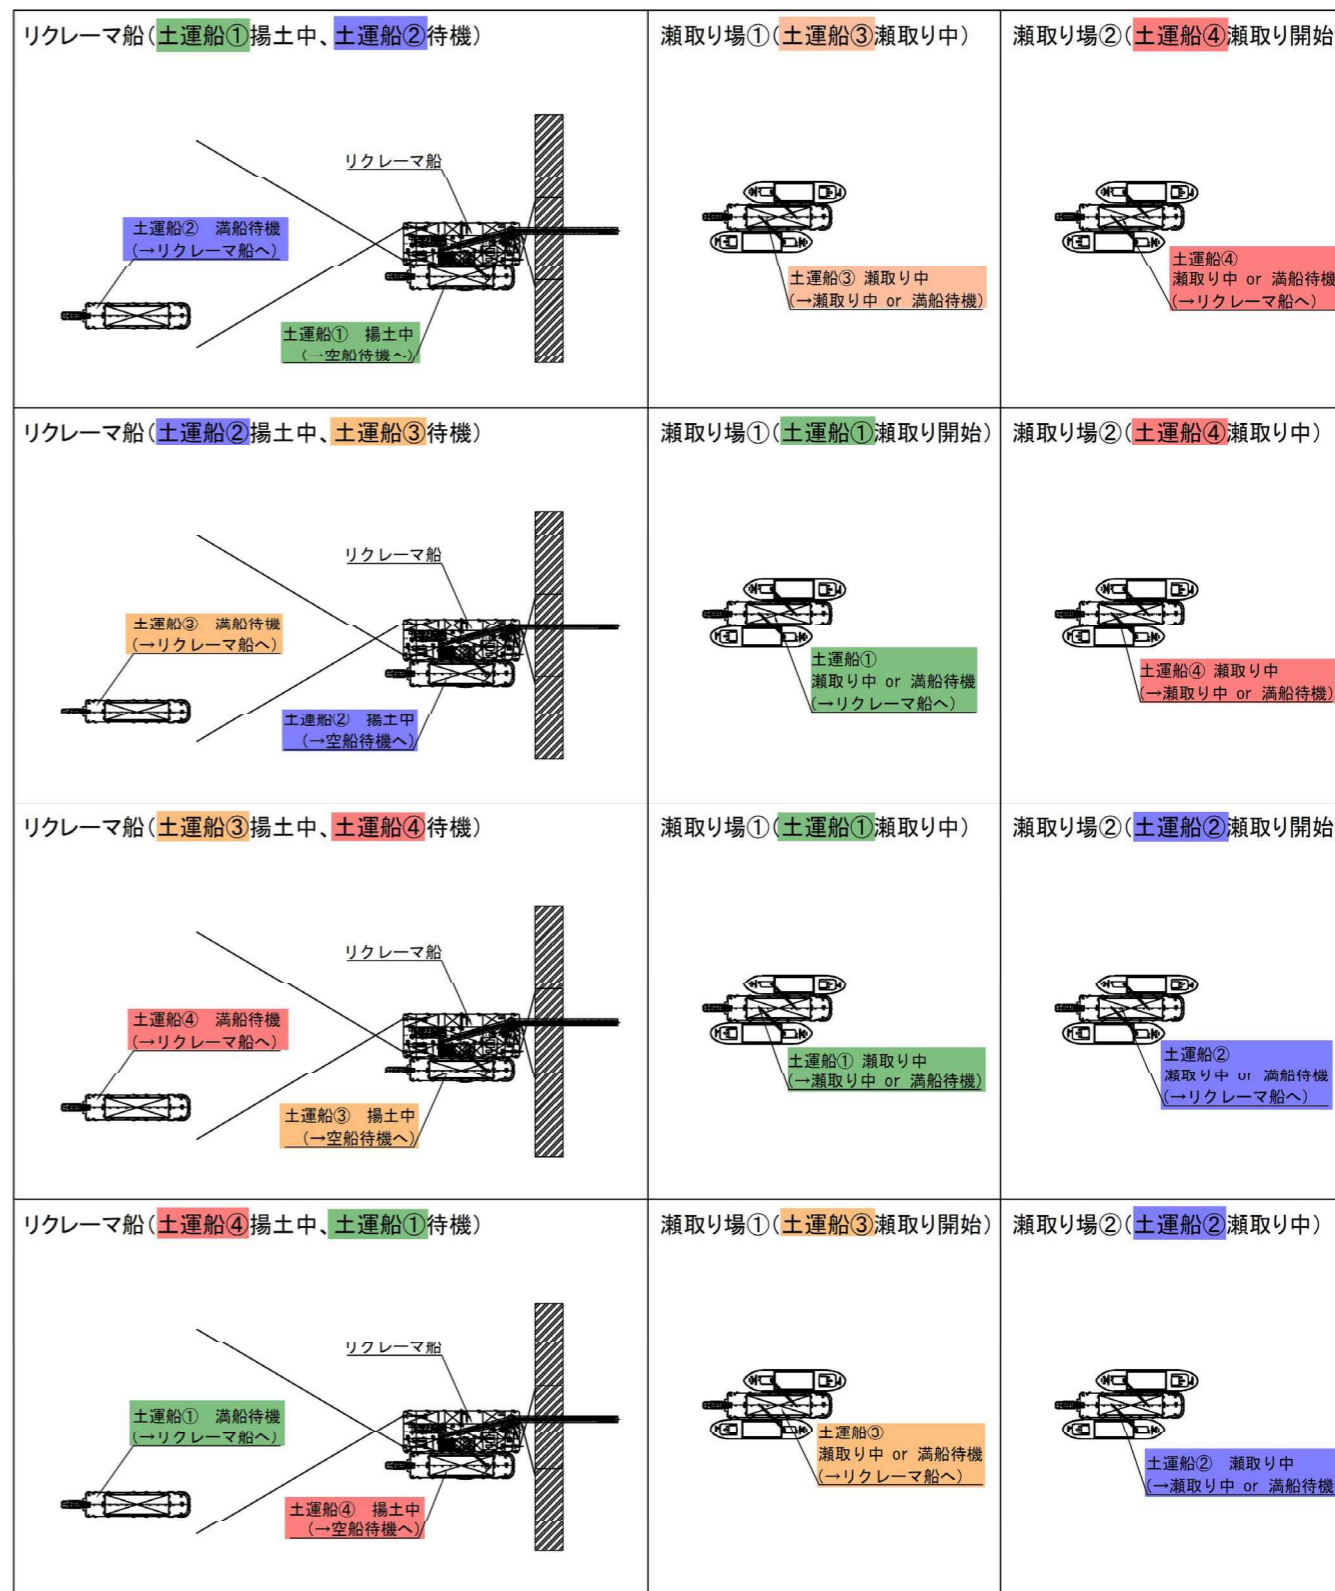 リクレーマ船(土運船①揚土中、土運船②待機)
リクレーマ船
土運船②　満船待機
(→リクレーマ船へ)
土運船①　揚土中
(→空船待機へ)
瀬取り場①(土運船③瀬取り中)
土運船③ 瀬取り中
(→瀬取り中 or 満船待機)
瀬取り場②(土運船④瀬取り開始
土運船④
瀬取り中 or 満船待機
(→リクレーマ船へ)
リクレーマ船(土運船②揚土中、土運船③待機)
リクレーマ船
土運船③　満船待機
(→リクレーマ船へ)
土運船②　揚土中
(→空船待機へ)
瀬取り場①(土運船①瀬取り開始)
土運船①
瀬取り中 or 満船待機
(→リクレーマ船へ)
瀬取り場②(土運船④瀬取り中)
土運船④ 瀬取り中
(→瀬取り中 or 満船待機)
リクレーマ船(土運船③揚土中、土運船④待機)
リクレーマ船
土運船④　満船待機
(→リクレーマ船へ)
土運船③　揚土中
(→空船待機へ)
瀬取り場①(土運船①瀬取り中)
土運船① 瀬取り中
(→瀬取り中 or 満船待機)
瀬取り場②(土運船②瀬取り開始
土運船②
瀬取り中 or 満船待機
(→リクレーマ船へ)
リクレーマ船(土運船④揚土中、土運船①待機)
リクレーマ船
土運船①　満船待機
(→リクレーマ船へ)
土運船④　揚土中
(→空船待機へ)
瀬取り場①(土運船③瀬取り開始)
土運船③
瀬取り中 or 満船待機
(→リクレーマ船へ)
瀬取り場②(土運船②瀬取り中)
土運船②　瀬取り中
(→瀬取り中 or 満船待機